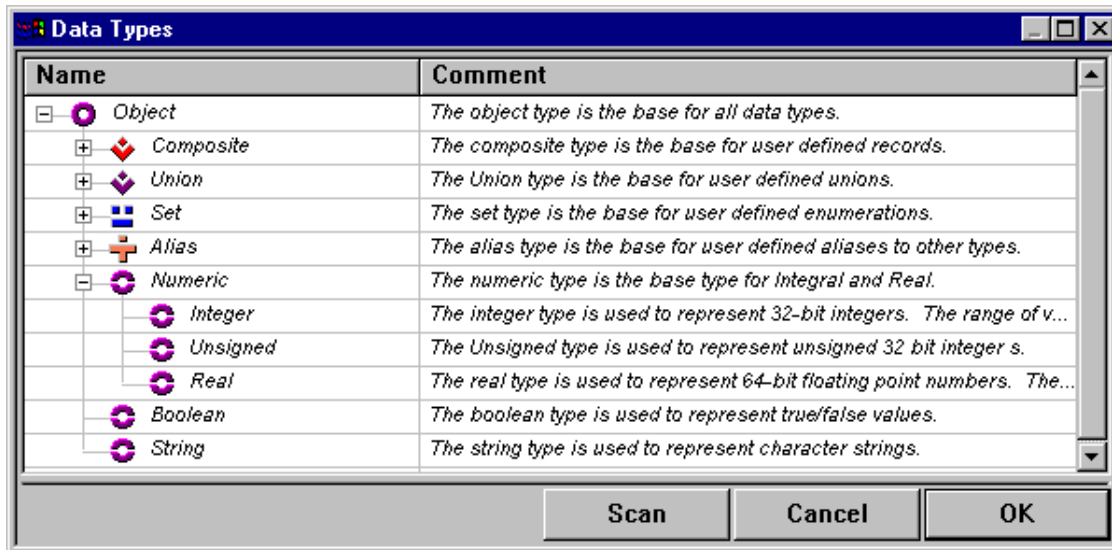 Data Types
Name Comment
Object The object type is the base for all data types.
Composite The composite type is the base for user defined records.
Union The Union type is the base for user defined unions.
Set The set type is the base for user defined enumerations.
Alias The alias type is the base for user defined aliases to other types.
Numeric The numeric type is the base type for Integral and Real.
Integer The integer type is used to represent 32-bit integers. The range of v...
Unsigned The Unsigned type is used to represent unsigned 32 bit integer s.
Real The real type is used to represent 64-bit floating point numbers. The...
Boolean The boolean type is used to represent true/false values.
String The string type is used to represent character strings.
Scan Cancel OK